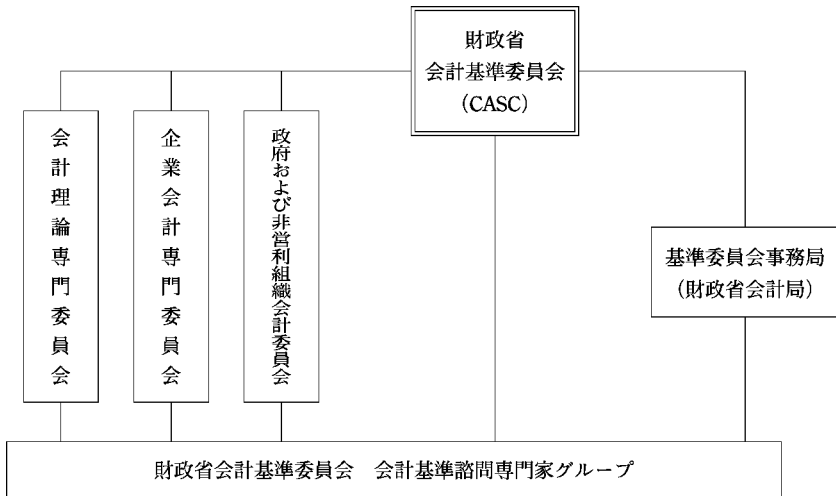 財政省
会計基準委員会
（CASC）
会計理論専門委員会
企業会計専門委員会
政府および非営利組織会計委員会
基準委員会事務局
（財政省会計局）
財政省会計基準委員会　会計基準諮問専門家グループ